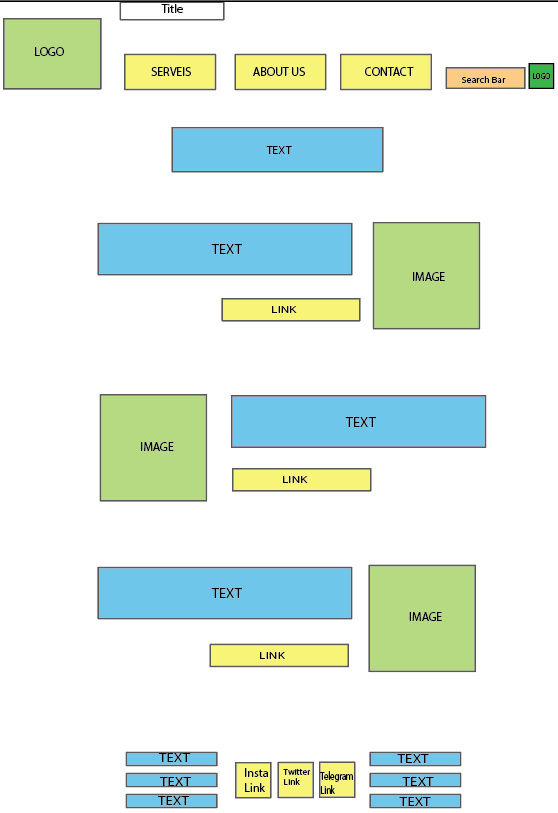 Title
LOGO
SERVEIS
ABOUT US
CONTACT
Search Bar
LOGO
TEXT
TEXT
IMAGE
LINK
IMAGE
TEXT
LINK
TEXT
IMAGE
LINK
TEXT
TEXT
TEXT
Insta
Link
Twitter
Link
Telegram
Link
TEXT
TEXT
TEXT